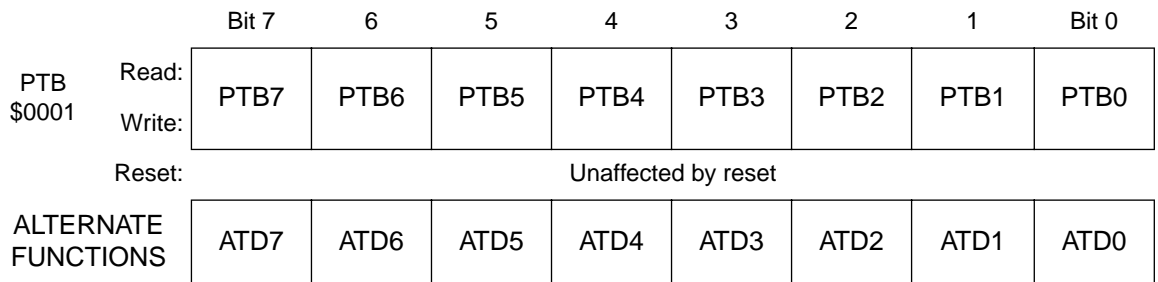 Bit 7 6 5 4 3 2 1 Bit 0
PTB $0001 Read: Write: PTB7 PTB6 PTB5 PTB4 PTB3 PTB2 PTB1 PTB0
Reset: Unaffected by reset
ALTERNATE FUNCTIONS ATD7 ATD6 ATD5 ATD4 ATD3 ATD2 ATD1 ATD0